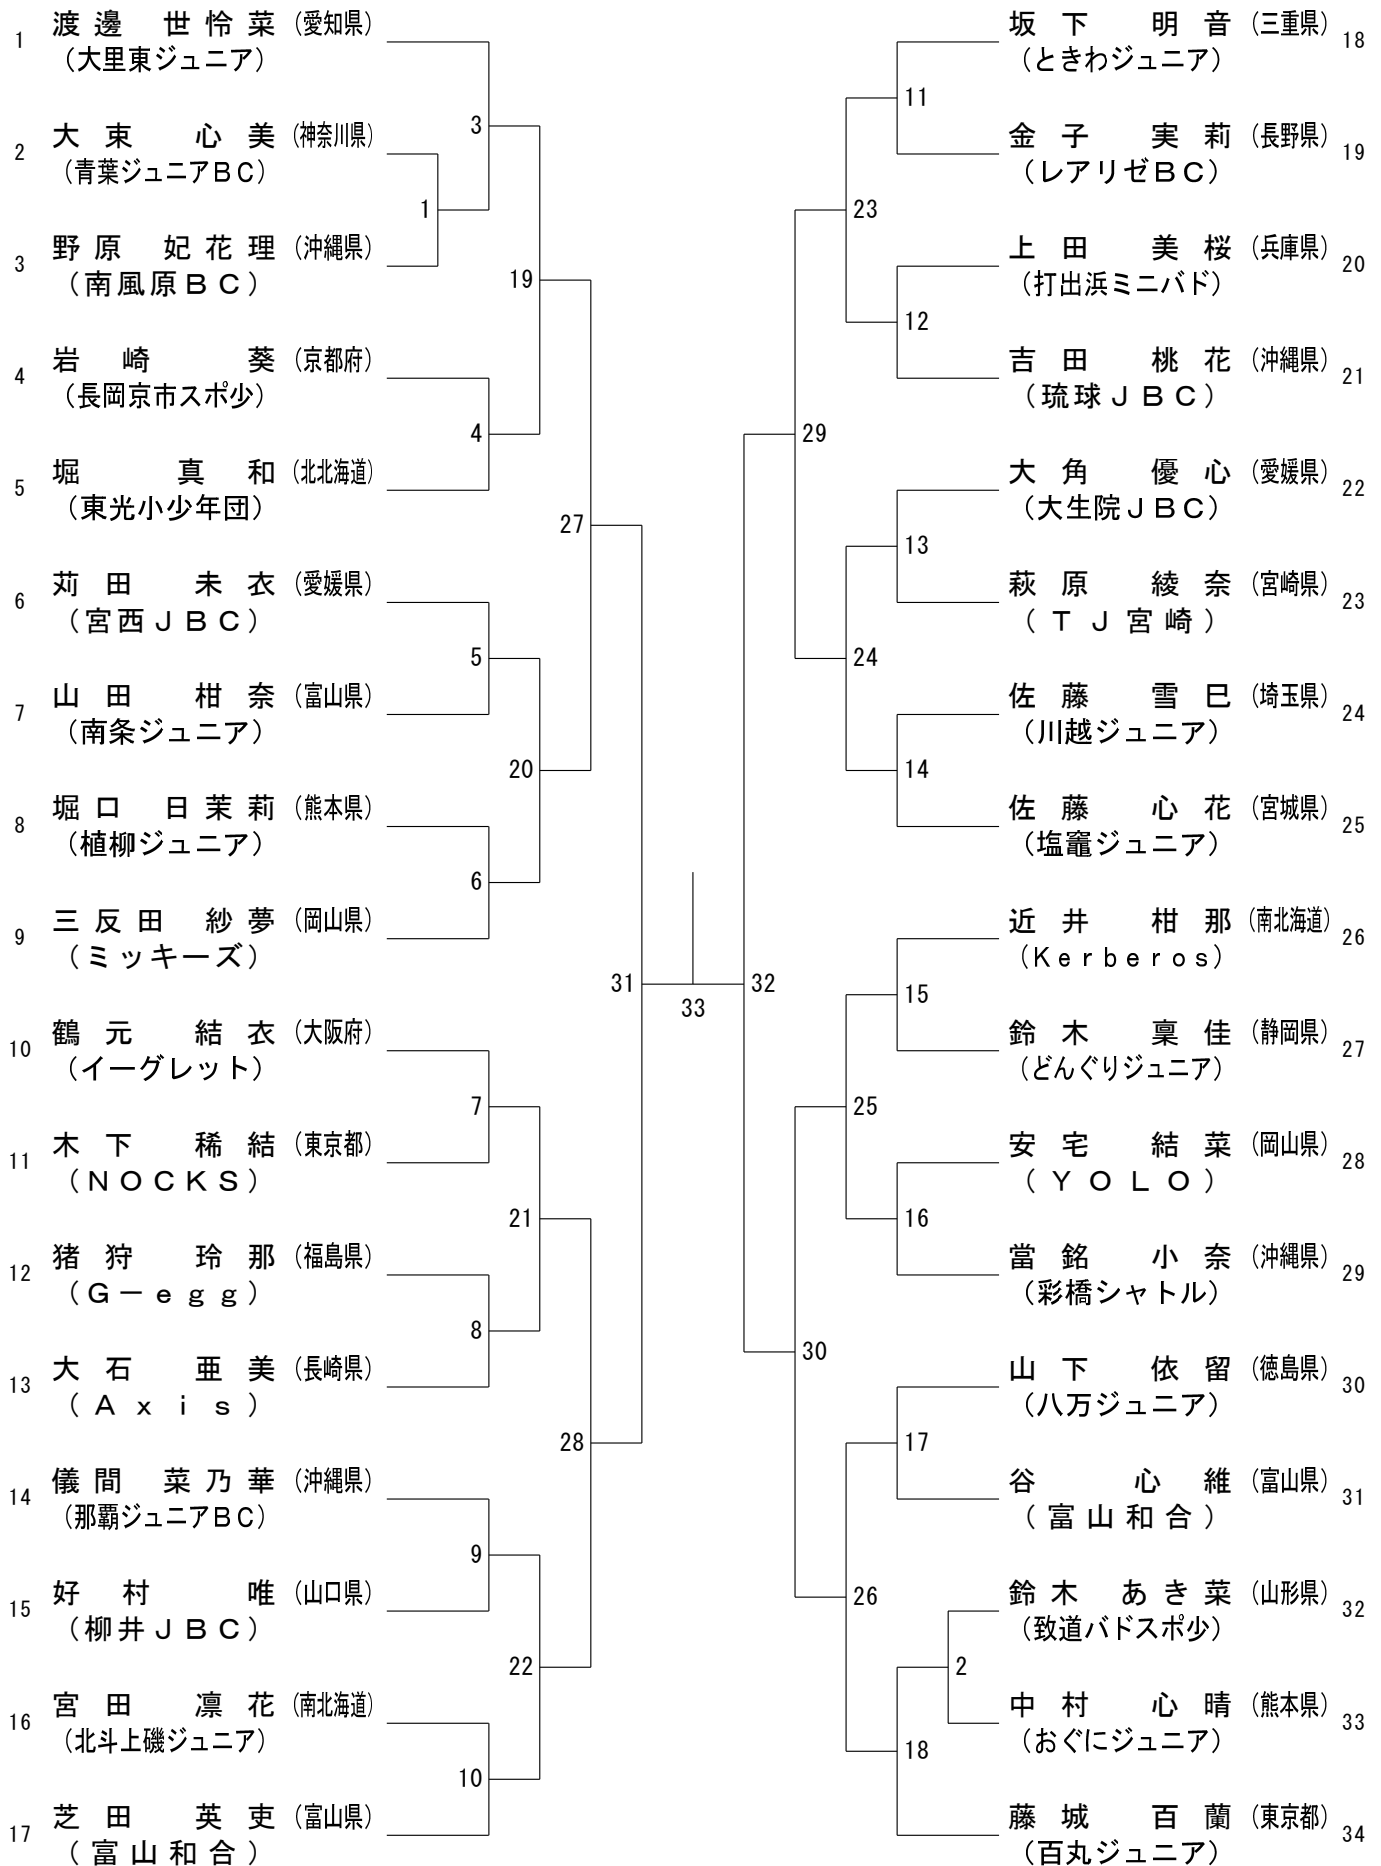 1 渡邊 世怜菜 (愛知県)
(大里東ジュニア)
2 大束 心美 (神奈川県)
(青葉ジュニアBC)
3 野原 妃花理 (沖縄県)
(南風原BC)
4 岩崎 葵 (京都府)
(長岡京市スポ少)
5 堀 真和 (北北海道)
(東光小少年団)
6 苅田 未衣 (愛媛県)
(宮西JBC)
7 山田 柑奈 (富山県)
(南条ジュニア)
8 堀口 日茉莉 (熊本県)
(植柳ジュニア)
9 三反田 紗夢 (岡山県)
(ミッキーズ)
10 鶴元 結衣 (大阪府)
(イーグレット)
11 木下 稀結 (東京都)
(NOCKS)
12 猪狩 玲那 (福島県)
(G−egg)
13 大石 亜美 (長崎県)
(Axis)
14 儀間 菜乃華 (沖縄県)
(那覇ジュニアBC)
15 好村 唯 (山口県)
(柳井JBC)
16 宮田 凛花 (南北海道)
(北斗上磯ジュニア)
17 芝田 英吏 (富山県)
(富山和合)
1
3
4
5
6
7
8
9
10
19
20
21
22
27
28
31
33
32
29
30
23
24
25
26
11
12
13
14
15
16
17
18
2
坂下 明音 (三重県) 18
(ときわジュニア)
金子 実莉 (長野県) 19
(レアリゼBC)
上田 美桜 (兵庫県) 20
(打出浜ミニバド)
吉田 桃花 (沖縄県) 21
(琉球JBC)
大角 優心 (愛媛県) 22
(大生院JBC)
萩原 綾奈 (宮崎県) 23
(TJ宮崎)
佐藤 雪巳 (埼玉県) 24
(川越ジュニア)
佐藤 心花 (宮城県) 25
(塩竈ジュニア)
近井 柑那 (南北海道) 26
(Kerberos)
鈴木 稟佳 (静岡県) 27
(どんぐりジュニア)
安宅 結菜 (岡山県) 28
(YOLO)
當銘 小奈 (沖縄県) 29
(彩橋シャトル)
山下 依留 (徳島県) 30
(八万ジュニア)
谷 心維 (富山県) 31
(富山和合)
鈴木 あき菜 (山形県) 32
(致道バドスポ少)
中村 心晴 (熊本県) 33
(おぐにジュニア)
藤城 百蘭 (東京都) 34
(百丸ジュニア)